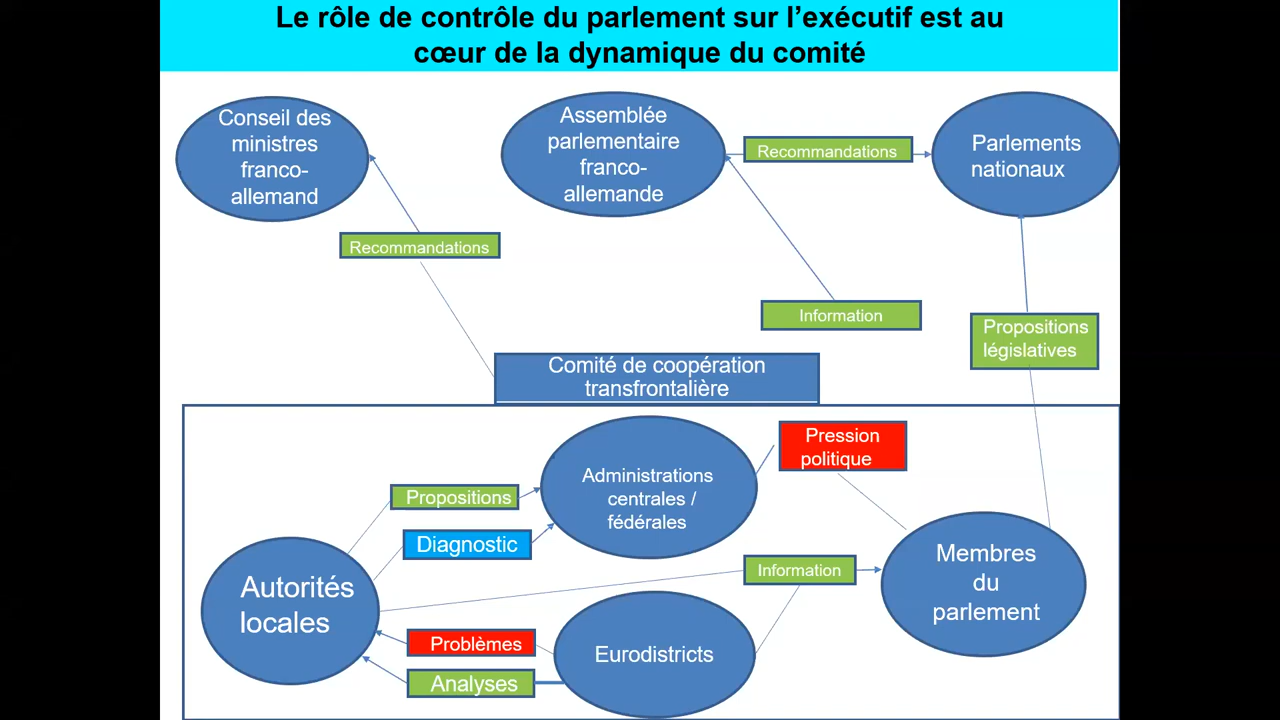 Le rôle de contrôle du parlement sur l’exécutif est au
cœur de la dynamique du comité
Conseil des
ministres
franco-
allemand
Assemblée
parlementaire
franco-
allemande
Recommandations
Parlements
nationaux
Recommandations
Information
Propositions
législatives
Comité de coopération
transfrontalière
Pression
politique
Administrations
centrales /
fédérales
Propositions
Diagnostic
Autorités
locales
Information
Membres
du
parlement
Problèmes
Eurodistricts
Analyses